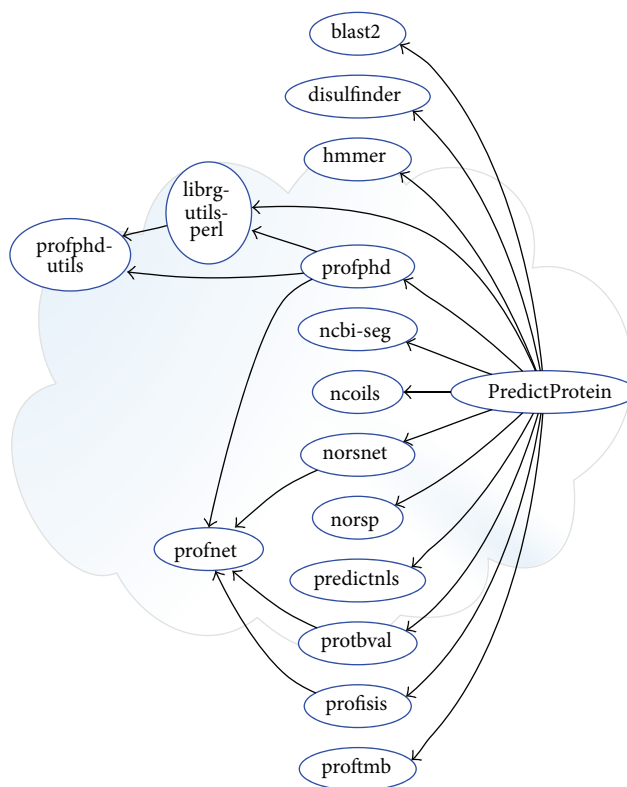 blast2
disulfinder
hmmer
librg-
utils-
perl
profphd-
utils
profphd
ncbi-seg
PredictProtein
ncoils
norsnet
norsp
profnet
predictnls
protbval
profisis
proftmb